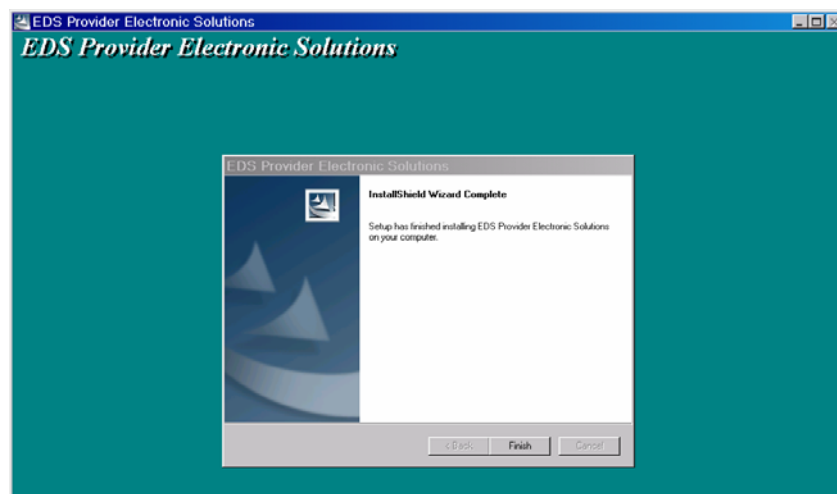 EDS Provider Electronic Solutions
EDS Provider Electronic Solutions
EDS Provider Electronic Solutions
InstallShield Wizard Complete
Setup has finished installing EDS Provider Electronic Solutions
on your computer.
< Back Finish Cancel